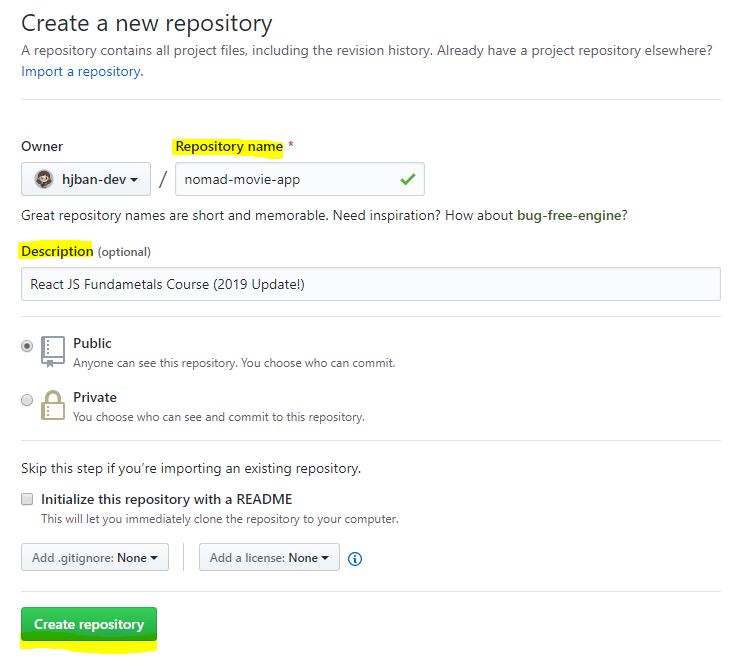 Create a new repository
A repository contains all project files, including the revision history. Already have a project repository elsewhere?
Import a repository.
Owner
Repository name *
hjban-dev
/
nomad-movie-app
Great repository names are short and memorable. Need inspiration? How about bug-free-engine?
Description (optional)
React JS Fundametals Course (2019 Update!)
Public
Anyone can see this repository. You choose who can commit.
Private
You choose who can see and commit to this repository.
Skip this step if you’re importing an existing repository.
Initialize this repository with a README
This will let you immediately clone the repository to your computer.
Add .gitignore: None
Add a license: None
Create repository